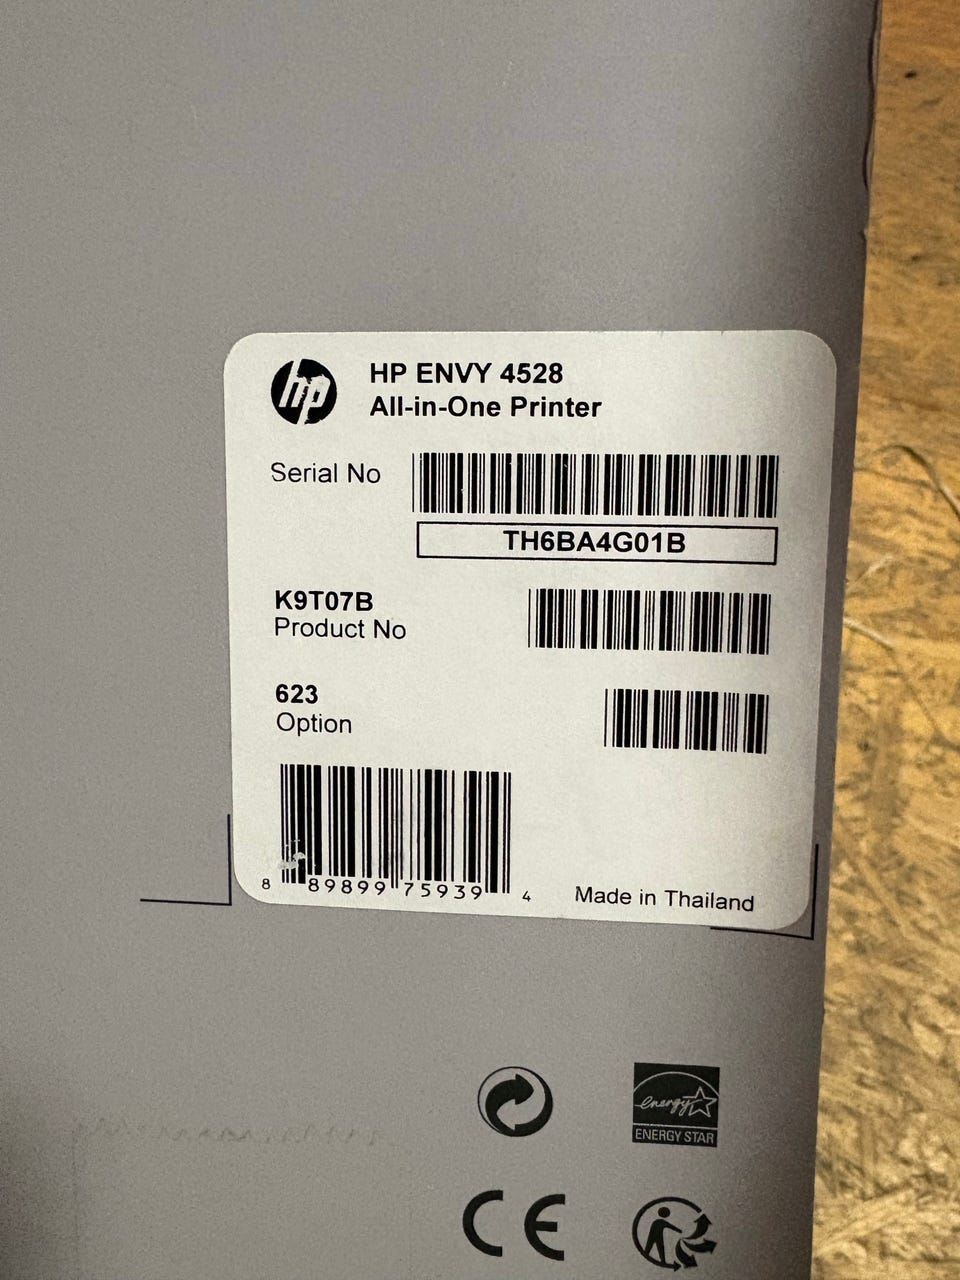 hp
HP ENVY 4528
All-in-One Printer
Serial No
TH6BA4G01B
K9T07B
Product No
623
Option
8 89899 75939 4
Made in Thailand
energy
ENERGY STAR
CE